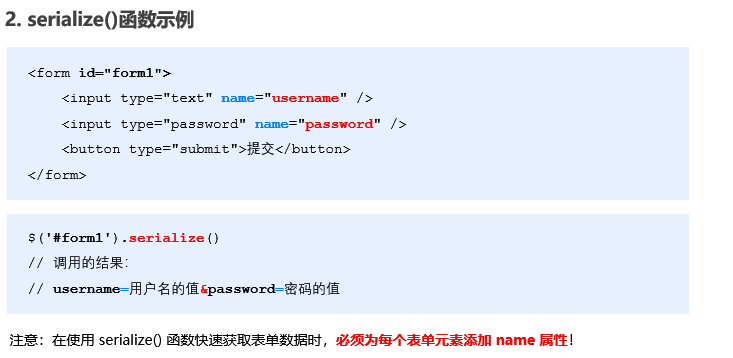 2. serialize()函数示例
<form id="form1">
<input type="text" name="username" />
<input type="password" name="password" />
<button type="submit">提交</button>
</form>
$('#form1').serialize()
// 调用的结果：
// username=用户名的值&password=密码的值
注意：在使用 serialize() 函数快速获取表单数据时，必须为每个表单元素添加 name 属性！